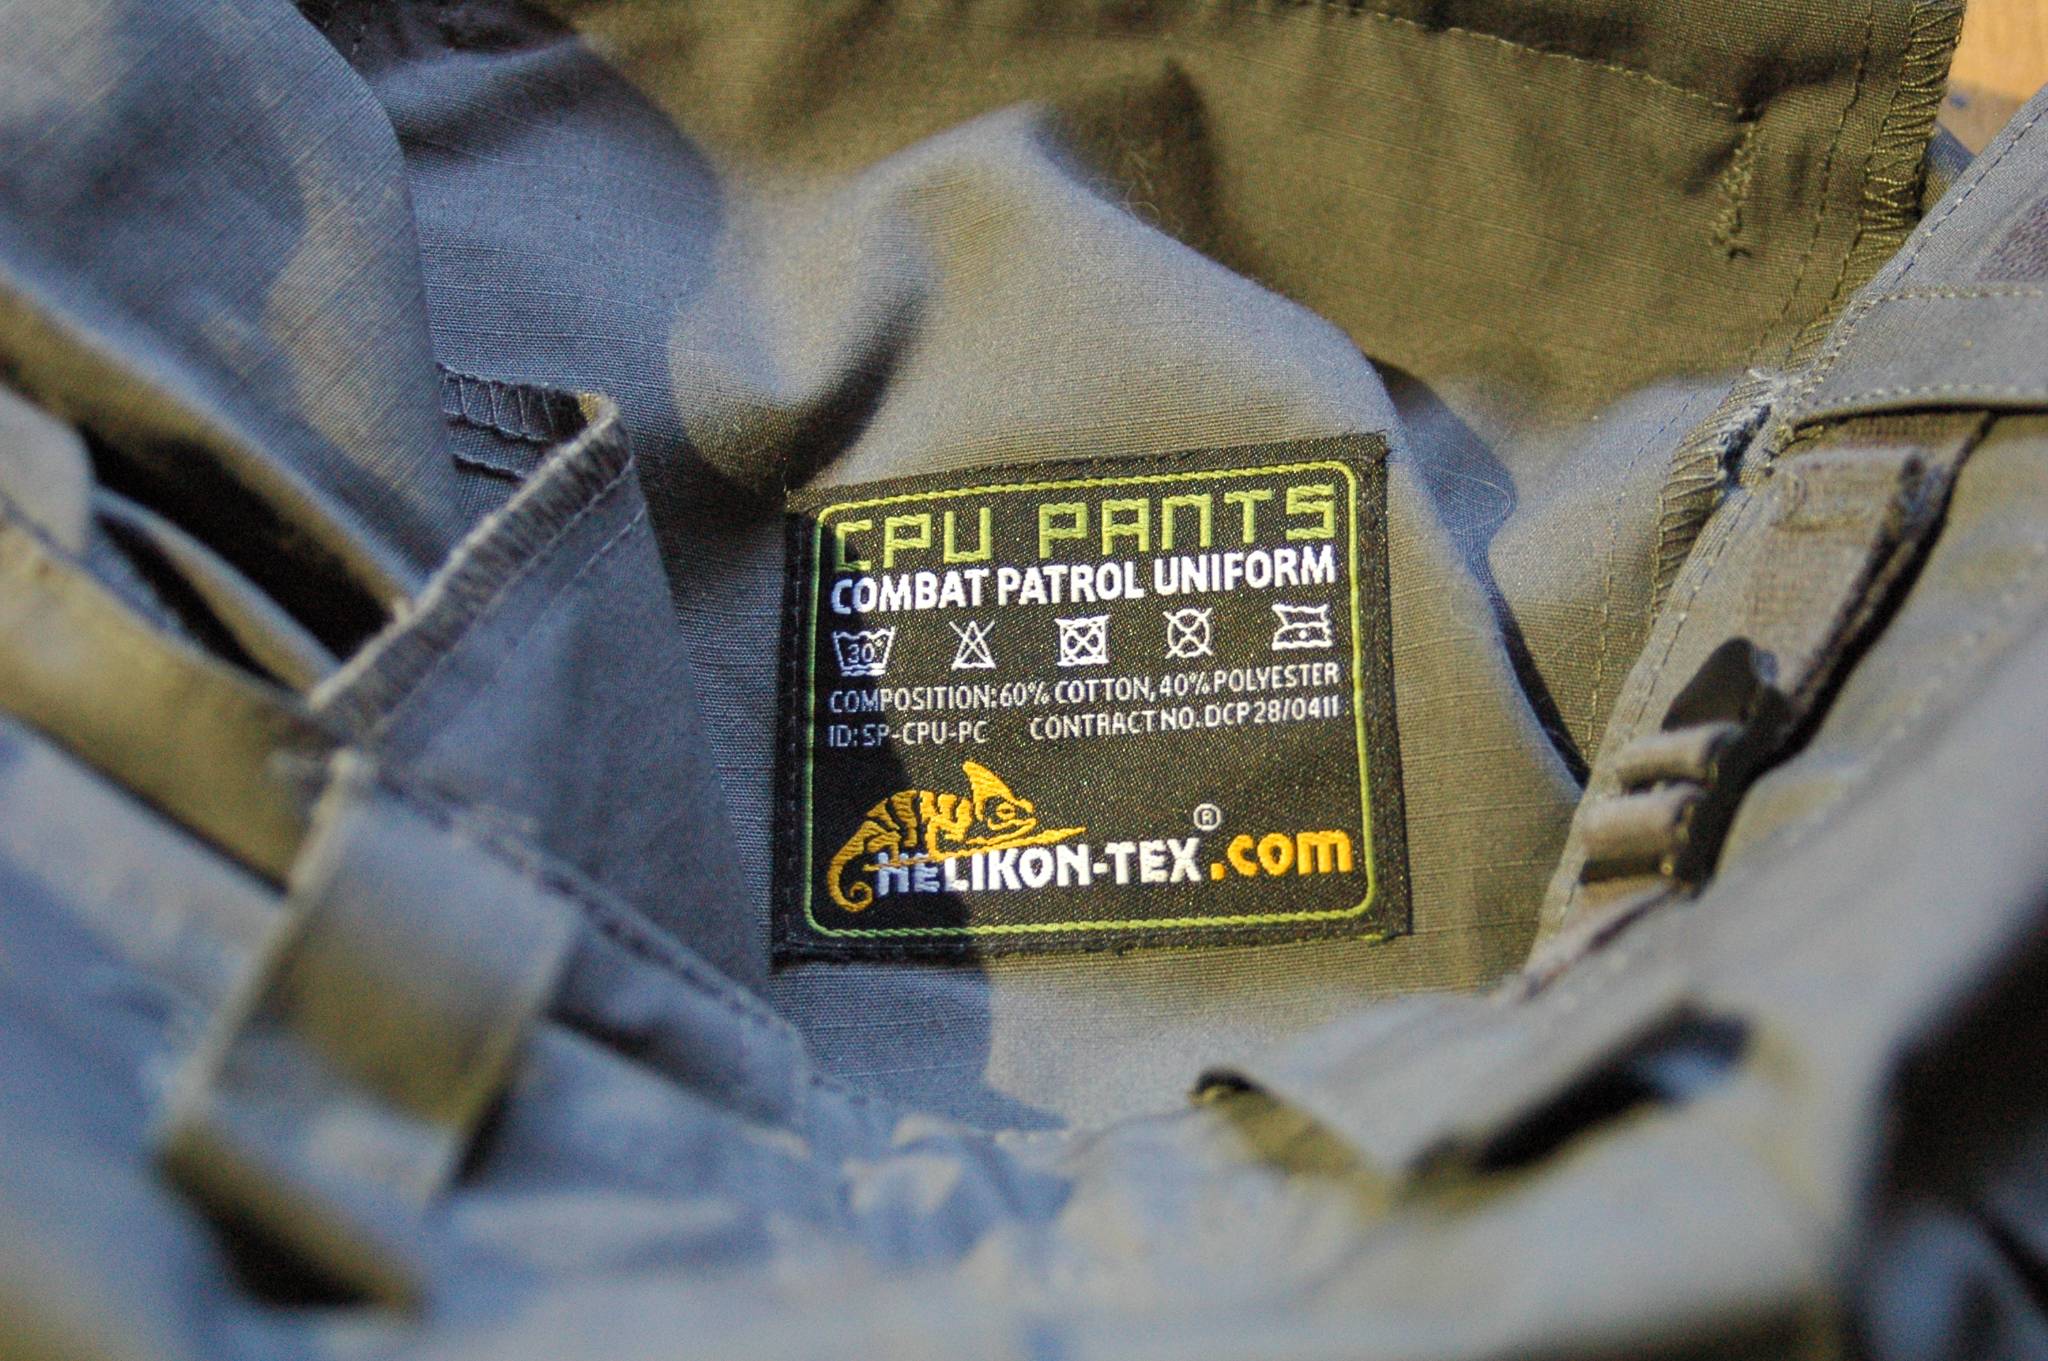 CPU PANTS
COMBAT PATROL UNIFORM
30°
COMPOSITION: 60% COTTON, 40% POLYESTER
ID: SP-CPU-PC CONTRACT NO. DCP28/0411
HELIKON-TEX®.com